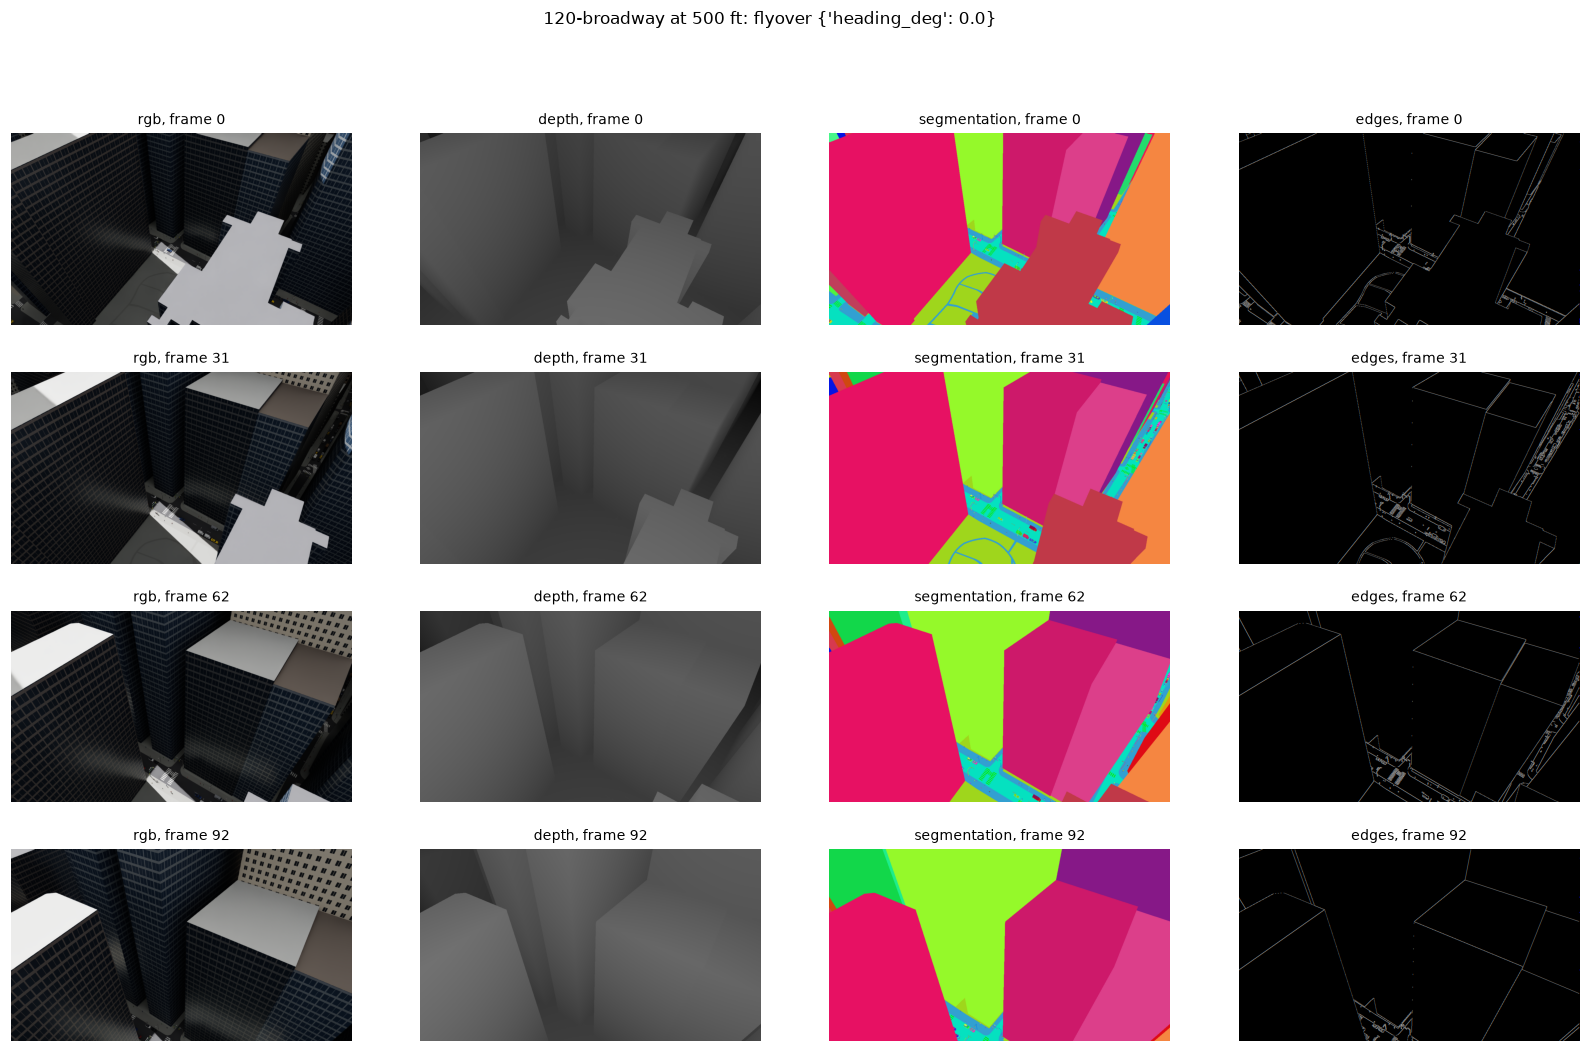 120-broadway at 500 ft: flyover {'heading_deg': 0.0}
rgb, frame 0
depth, frame 0
segmentation, frame 0
edges, frame 0
rgb, frame 31
depth, frame 31
segmentation, frame 31
edges, frame 31
rgb, frame 62
depth, frame 62
segmentation, frame 62
edges, frame 62
rgb, frame 92
depth, frame 92
segmentation, frame 92
edges, frame 92